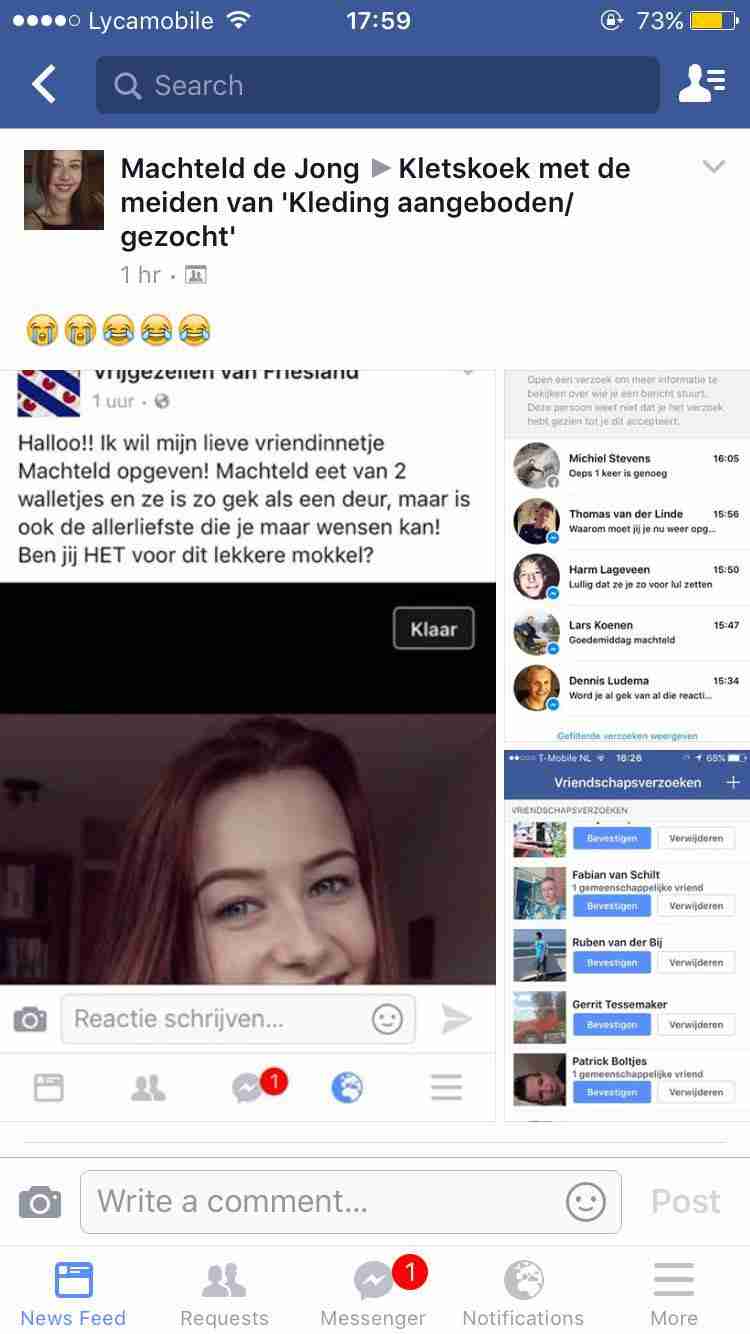 Lycamobile 17:59 73%
Search
Machteld de Jong ▶ Kletskoek met de
meiden van 'Kleding aangeboden/
gezocht'
1 hr ·
😭😭😂😂😂
Vrijgezellen van Friesland
1 uur ·
Halloo!! Ik wil mijn lieve vriendinnetje
Machteld opgeven! Machteld eet van 2
walletjes en ze is zo gek als een deur, maar is
ook de allerliefste die je maar wensen kan!
Ben jij HET voor dit lekkere mokkel?
Klaar
Reactie schrijven...
1
Open een verzoek om meer informatie te
bekijken over wie je een bericht stuurt.
Deze persoon weet niet dat je het verzoek
hebt gezien tot je dit accepteert.
Michiel Stevens 16:05
Oeps 1 keer is genoeg
Thomas van der Linde 15:56
Waarom moet jij je nu weer opg...
Harm Lageveen 15:50
Lullig dat ze je zo voor lul zetten
Lars Koenen 15:47
Goedemiddag machteld
Dennis Ludema 15:34
Word je al gek van al die reacti...
Gefilterde verzoeken weergeven
T-Mobile NL 16:26 65%
Vriendschapsverzoeken +
VRIENDSCHAPSVERZOEKEN
Bevestigen Verwijderen
Fabian van Schilt
1 gemeenschappelijke vriend
Bevestigen Verwijderen
Ruben van der Bij
Bevestigen Verwijderen
Gerrit Tessemaker
Bevestigen Verwijderen
Patrick Boltjes
1 gemeenschappelijke vriend
Bevestigen Verwijderen
Write a comment... Post
1
News Feed Requests Messenger Notifications More